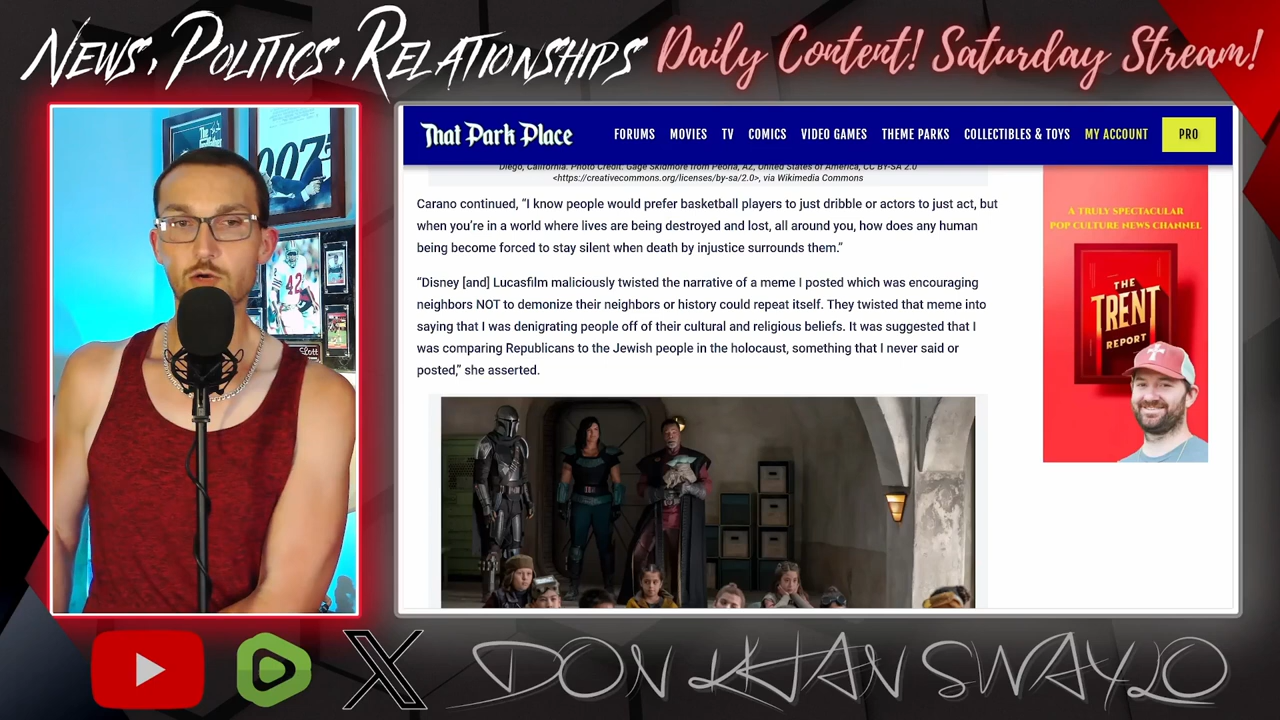 News, Politics, Relationships Daily Content! Saturday Stream!
The Godfather
007
42
Scott
That Park Place FORUMS MOVIES TV COMICS VIDEO GAMES THEME PARKS COLLECTIBLES & TOYS MY ACCOUNT PRO
Diego, California. Photo Credit: Gage Skidmore from Peoria, AZ, United States of America, CC BY-SA 2.0
<https://creativecommons.org/licenses/by-sa/2.0>, via Wikimedia Commons
Carano continued, “I know people would prefer basketball players to just dribble or actors to just act, but
when you’re in a world where lives are being destroyed and lost, all around you, how does any human
being become forced to stay silent when death by injustice surrounds them.”
“Disney [and] Lucasfilm maliciously twisted the narrative of a meme I posted which was encouraging
neighbors NOT to demonize their neighbors or history could repeat itself. They twisted that meme into
saying that I was denigrating people off of their cultural and religious beliefs. It was suggested that I
was comparing Republicans to the Jewish people in the holocaust, something that I never said or
posted,” she asserted.
A TRULY SPECTACULAR
POP CULTURE NEWS CHANNEL
THE
TRENT
REPORT
DON KHAN SWAYLO